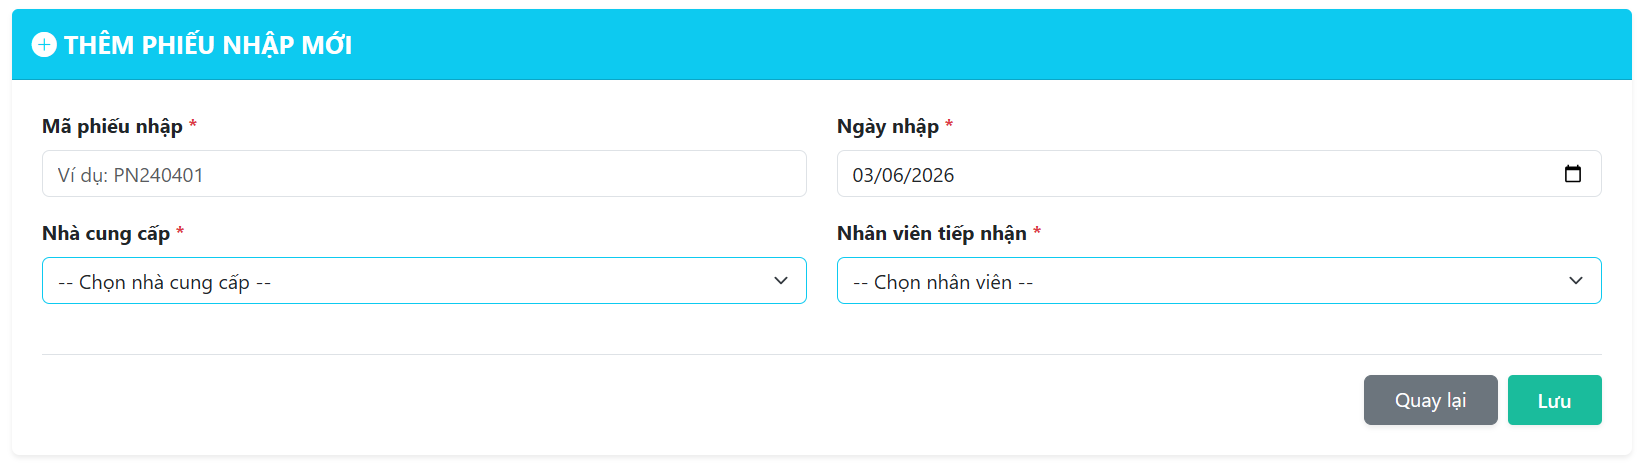 THÊM PHIẾU NHẬP MỚI
Mã phiếu nhập *
Ngày nhập *
Ví dụ: PN240401
03/06/2026
Nhà cung cấp *
Nhân viên tiếp nhận *
-- Chọn nhà cung cấp --
-- Chọn nhân viên --
Quay lại
Lưu